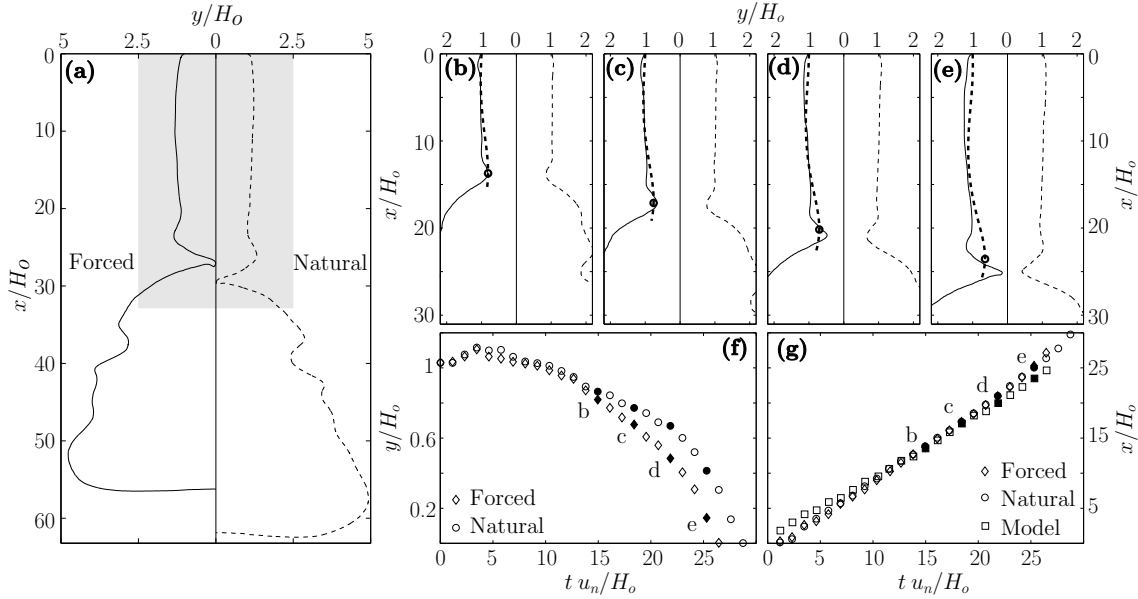 y/Ho
5 2.5 0 2.5 5
0
10
20
30
40
50
60
x/Ho
(a)
Forced
Natural
y/H_o
2 1 0 1 2
2 1 0 1 2
2 1 0 1 2
2 1 0 1 2
(b)
(c)
(d)
(e)
0
10
20
30
x/H_o
0
10
20
30
x/H_o
(f)
1
0.6
0.2
y/H_o
b
c
d
e
◇ Forced
○ Natural
0 5 10 15 20 25 30
t u_n/H_o
(g)
e
d
c
b
◇ Forced
○ Natural
□ Model
25
15
5
x/H_o
0 5 10 15 20 25 30
t u_n/H_o